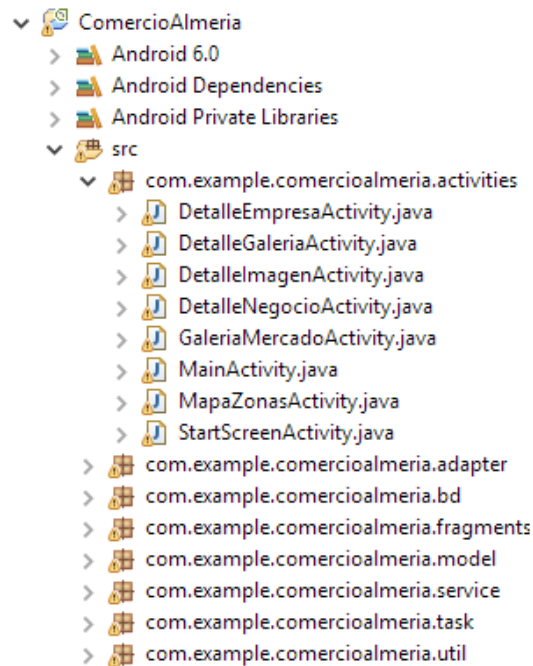 ComercioAlmeria
Android 6.0
Android Dependencies
Android Private Libraries
src
com.example.comercioalmeria.activities
DetalleEmpresaActivity.java
DetalleGaleriaActivity.java
DetalleImagenActivity.java
DetalleNegocioActivity.java
GaleriaMercadoActivity.java
MainActivity.java
MapaZonasActivity.java
StartScreenActivity.java
com.example.comercioalmeria.adapter
com.example.comercioalmeria.bd
com.example.comercioalmeria.fragments
com.example.comercioalmeria.model
com.example.comercioalmeria.service
com.example.comercioalmeria.task
com.example.comercioalmeria.util